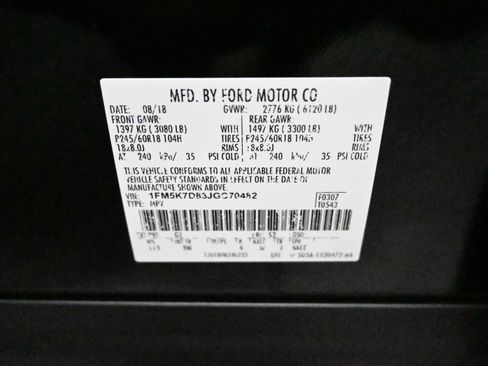 MFD. BY FORD MOTOR CO
DATE: 08/18 GVWR: 2776 KG ( 6120 LB)
FRONT GAWR: REAR GAWR:
1397 KG ( 3080 LB) WITH 1497 KG ( 3300 LB) WITH
P245/60R18 104H TIRES P245/60R18 104H TIRES
18x8.0J RIMS 18x8.0J RIMS
AT 240 kPa/ 35 PSI COLD AT 240 kPa/ 35 PSI COLD
THIS VEHICLE CONFORMS TO ALL APPLICABLE FEDERAL MOTOR
VEHICLE SAFETY STANDARDS IN EFFECT ON THE DATE OF
MANUFACTURE SHOWN ABOVE.
VIN: 1FM5K7D83JGC70482 F0307
TYPE: MPV T0543
UTC